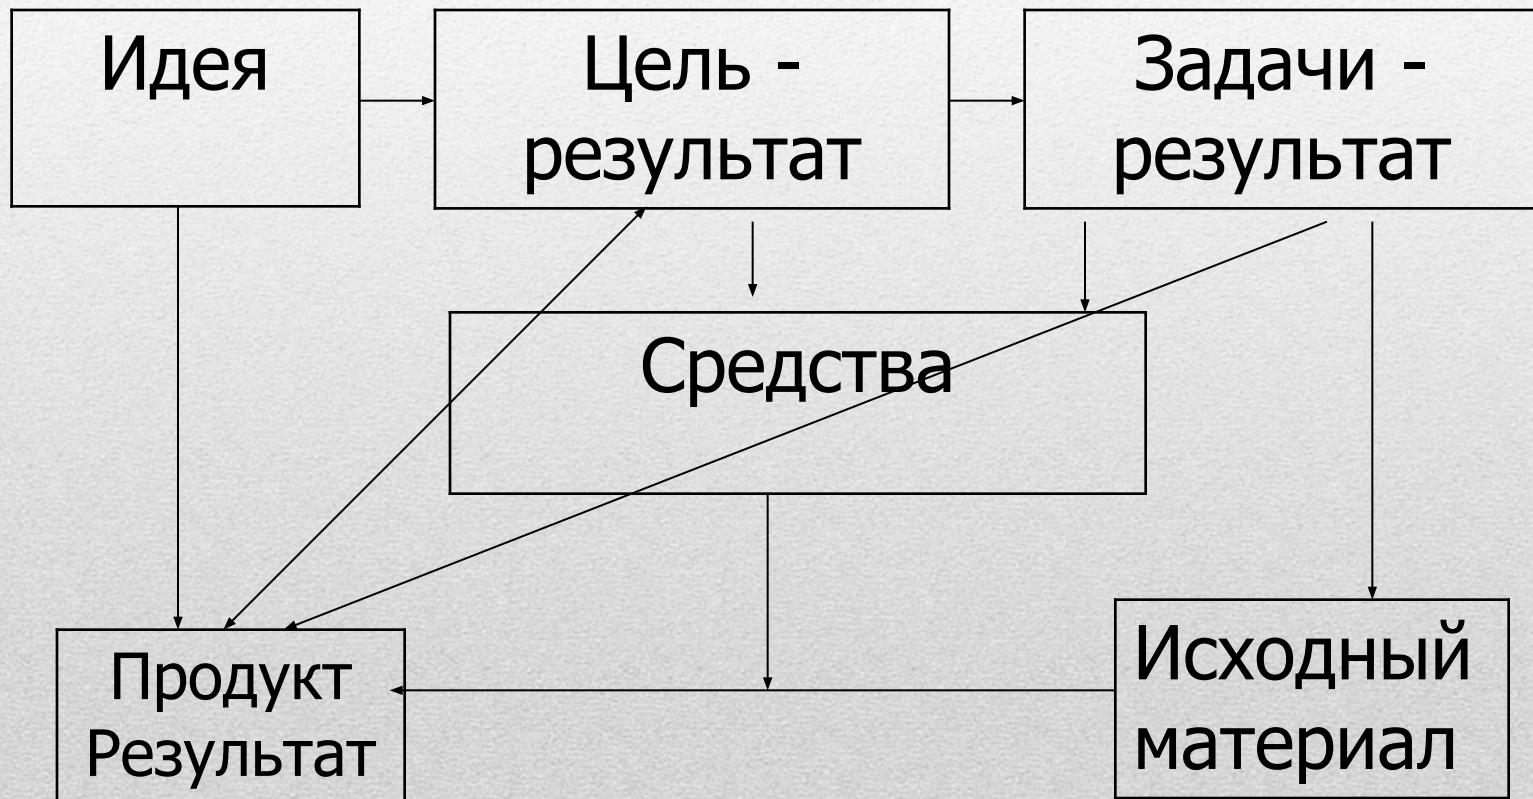 Идея
Цель -
результат
Задачи -
результат
Средства
Продукт
Результат
Исходный
материал